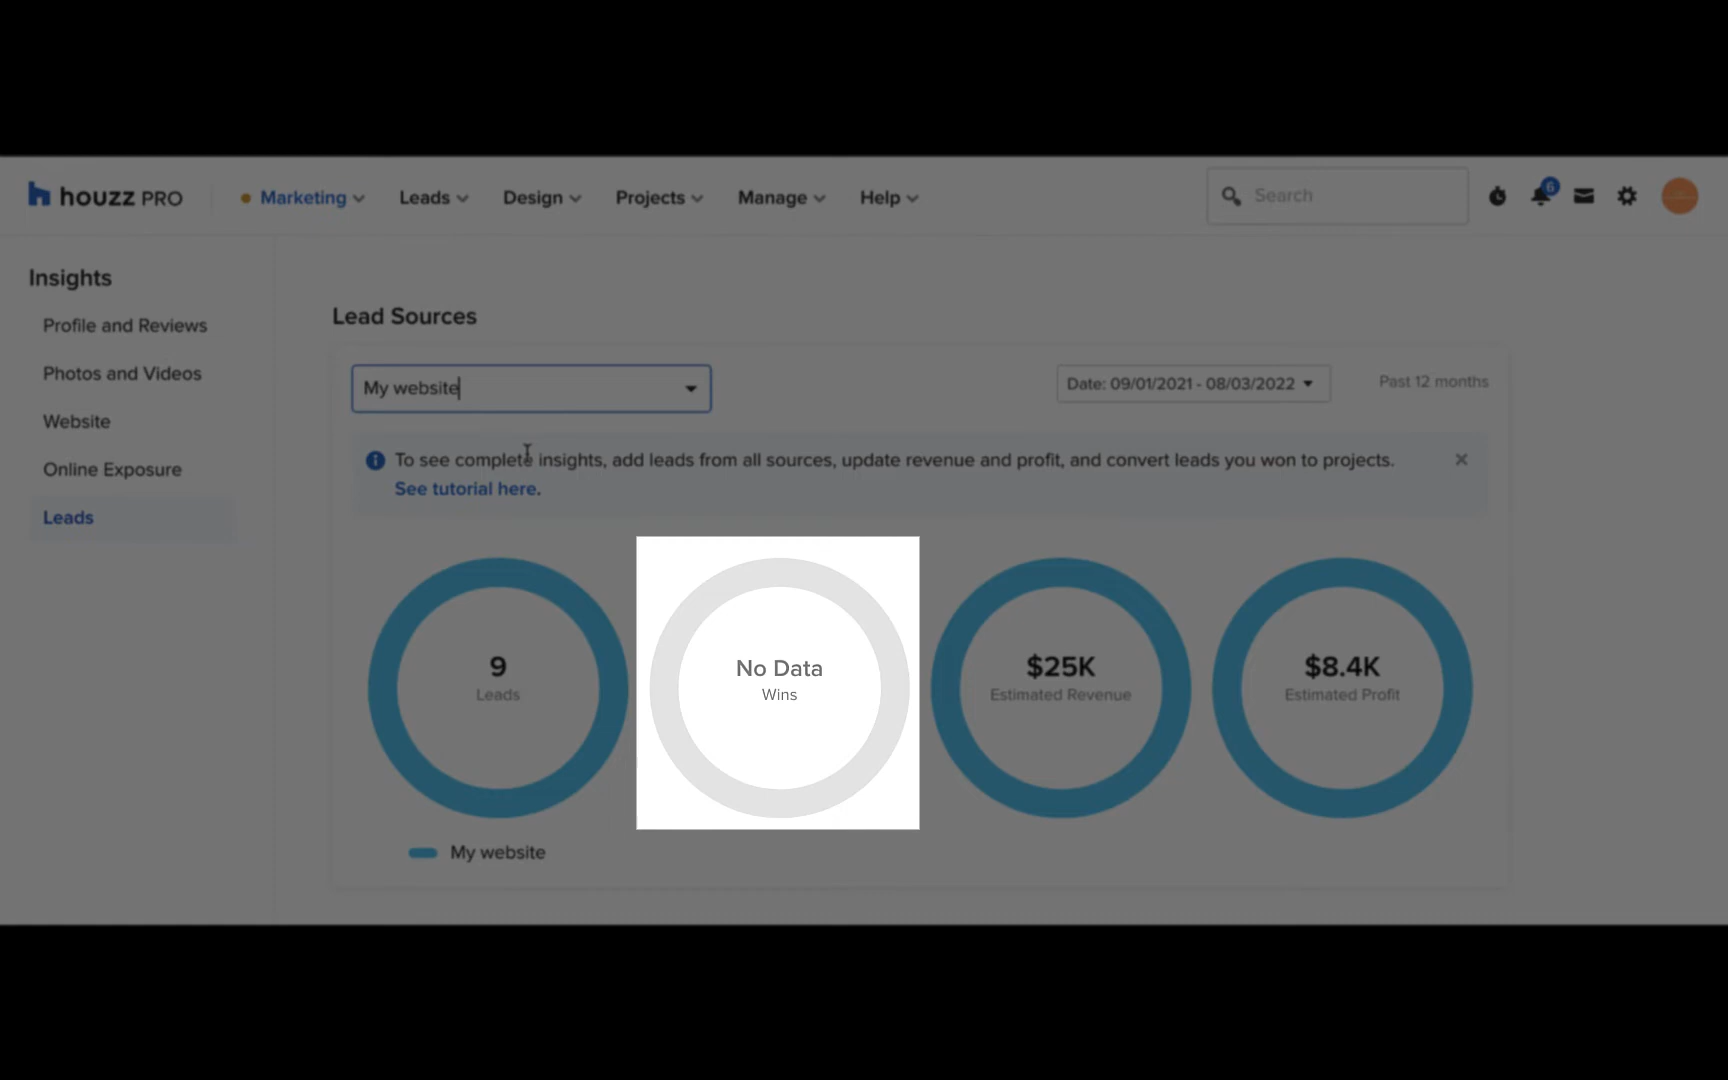 houzz PRO
Marketing
Leads
Design
Projects
Manage
Help
Search
6
Insights
Profile and Reviews
Photos and Videos
Website
Online Exposure
Leads
Lead Sources
My website
Date: 09/01/2021 - 08/03/2022
Past 12 months
To see complete insights, add leads from all sources, update revenue and profit, and convert leads you won to projects.
See tutorial here.
9
Leads
No Data
Wins
$25K
Estimated Revenue
$8.4K
Estimated Profit
My website